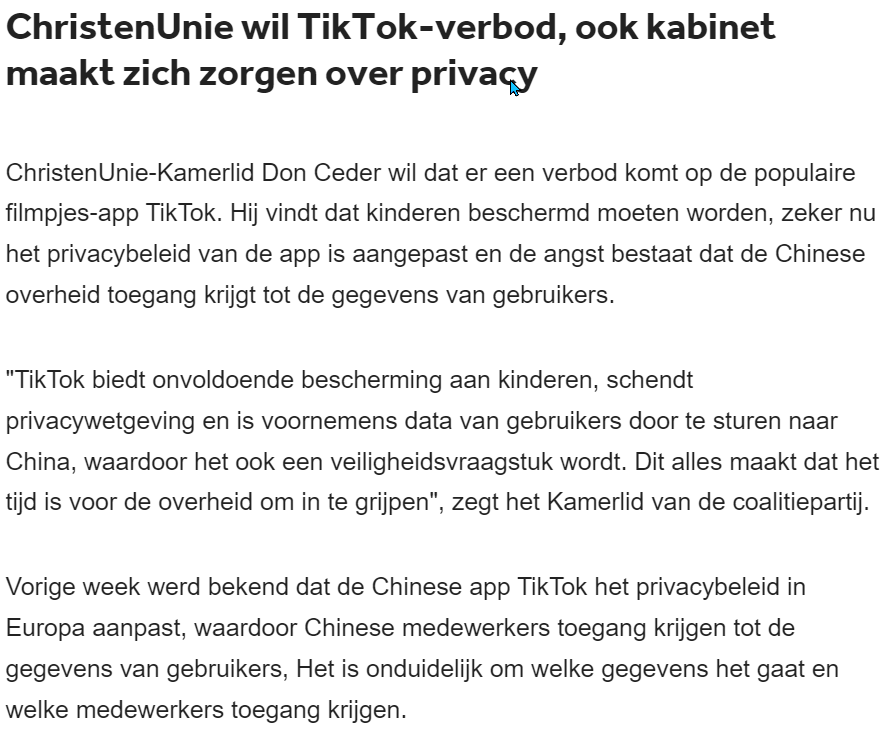 ChristenUnie wil TikTok-verbod, ook kabinet
maakt zich zorgen over privacy
ChristenUnie-Kamerlid Don Ceder wil dat er een verbod komt op de populaire
filmpjes-app TikTok. Hij vindt dat kinderen beschermd moeten worden, zeker nu
het privacybeleid van de app is aangepast en de angst bestaat dat de Chinese
overheid toegang krijgt tot de gegevens van gebruikers.
"TikTok biedt onvoldoende bescherming aan kinderen, schendt
privacywetgeving en is voornemens data van gebruikers door te sturen naar
China, waardoor het ook een veiligheidsvraagstuk wordt. Dit alles maakt dat het
tijd is voor de overheid om in te grijpen", zegt het Kamerlid van de coalitiepartij.
Vorige week werd bekend dat de Chinese app TikTok het privacybeleid in
Europa aanpast, waardoor Chinese medewerkers toegang krijgen tot de
gegevens van gebruikers, Het is onduidelijk om welke gegevens het gaat en
welke medewerkers toegang krijgen.